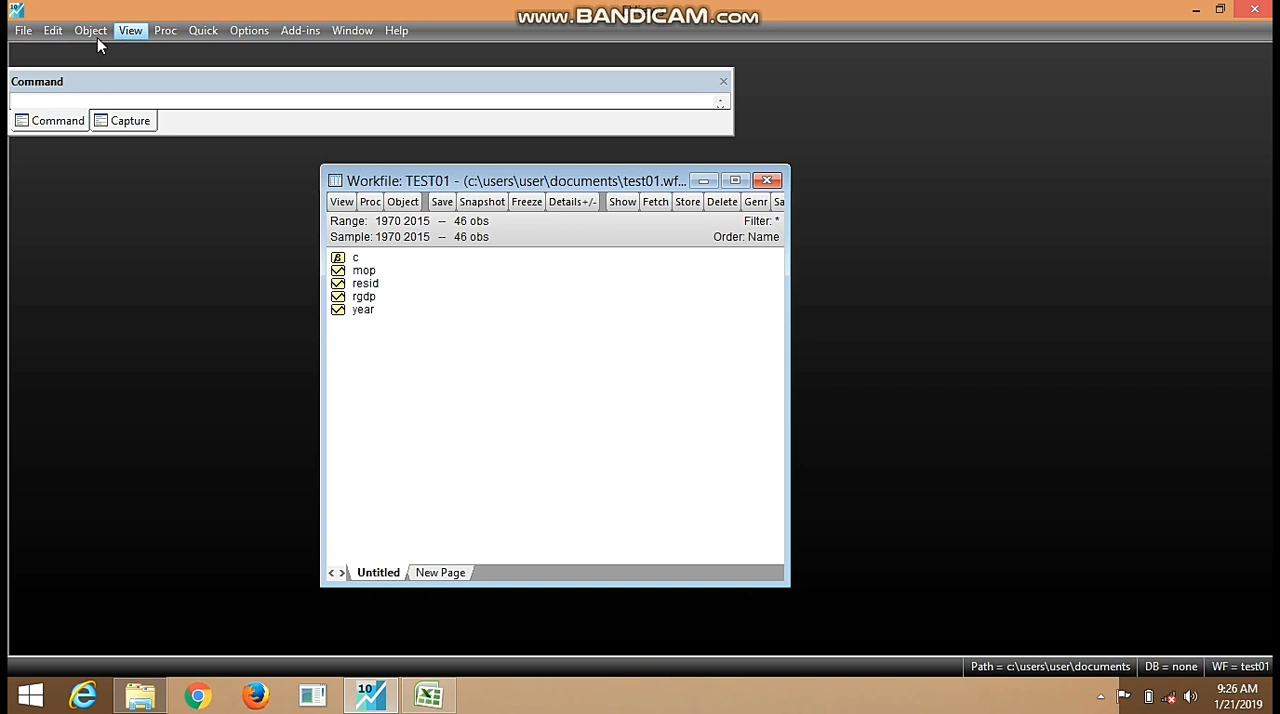 www.BANDICAM.com
10
File Edit Object View Proc Quick Options Add-ins Window Help
Command
Command Capture
Workfile: TEST01 - (c:\users\user\documents\test01.wf...
View Proc Object Save Snapshot Freeze Details+/- Show Fetch Store Delete Genr Sa
Range: 1970 2015 -- 46 obs Filter: *
Sample: 1970 2015 -- 46 obs Order: Name
β c
mop
resid
rgdp
year
< > Untitled New Page
Path = c:\users\user\documents DB = none WF = test01
10
9:26 AM
1/21/2019